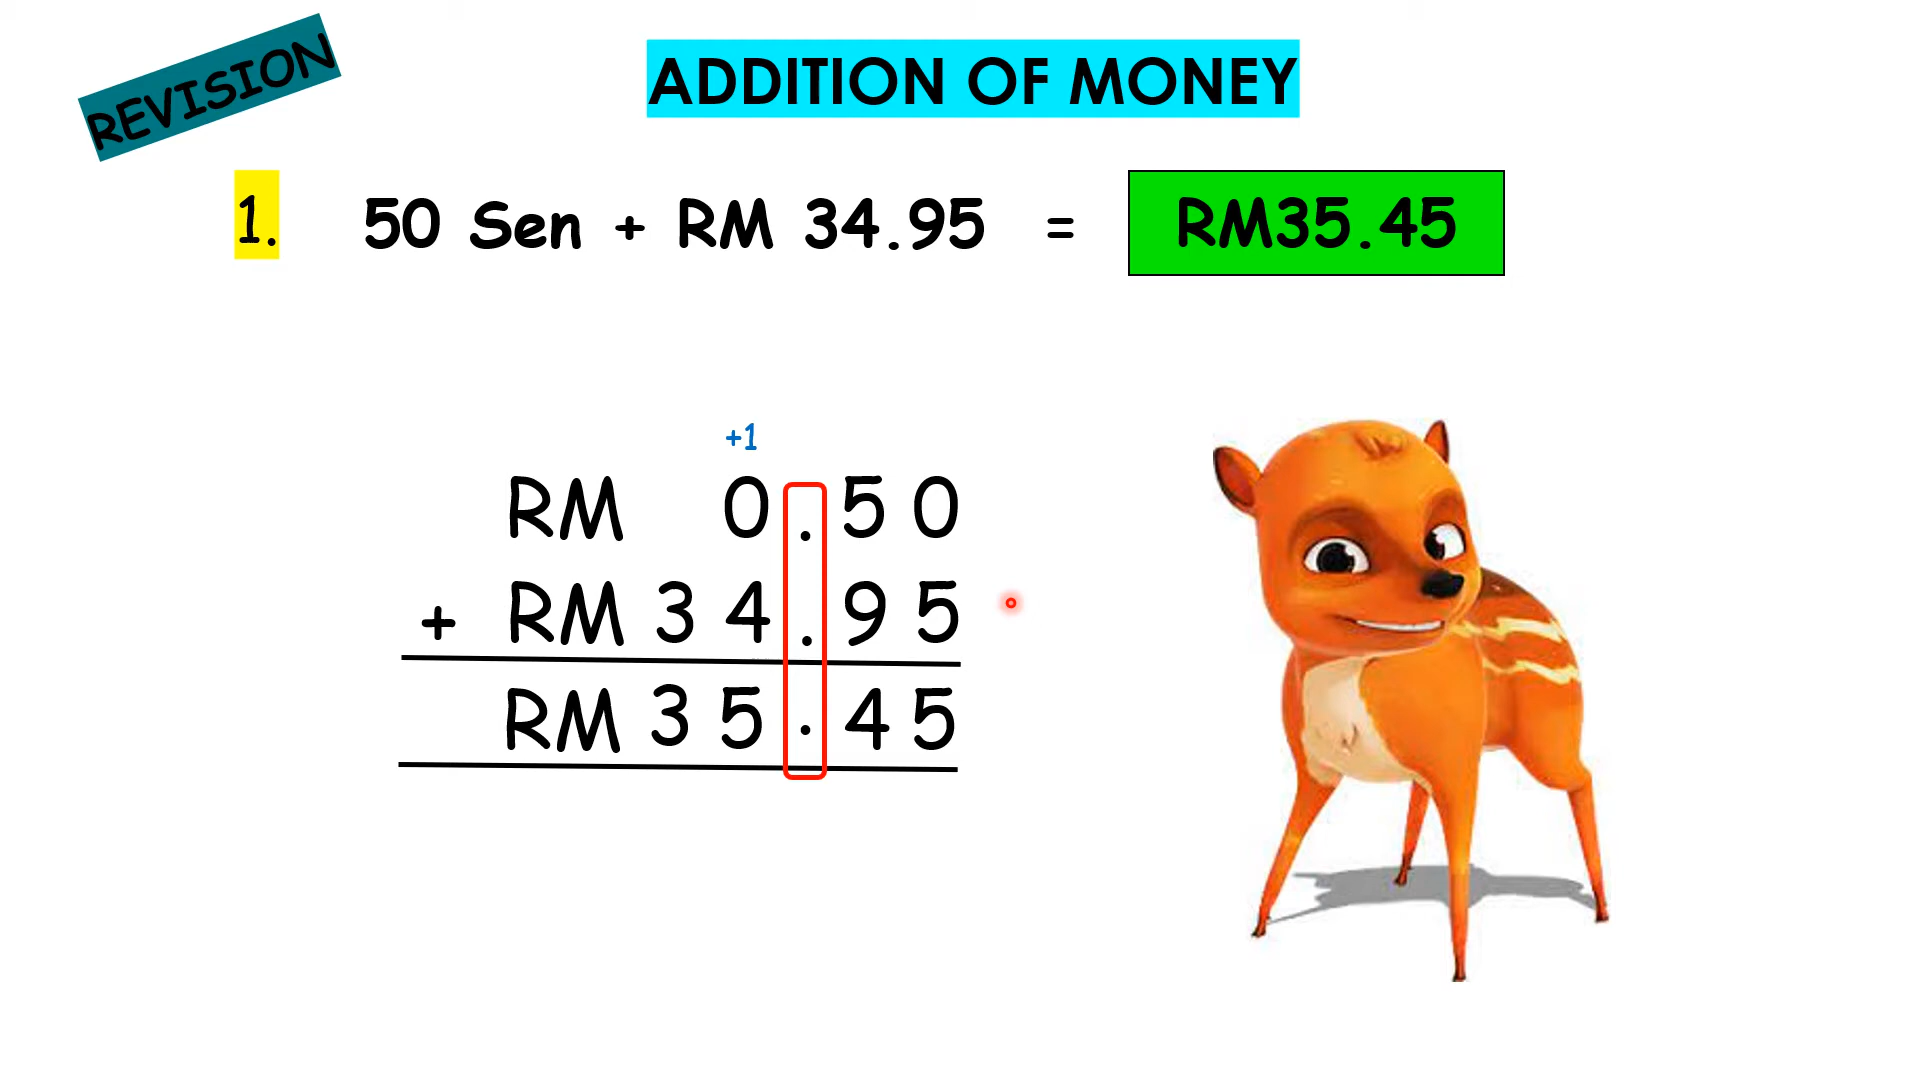 REVISION
ADDITION OF MONEY
1. 50 Sen + RM 34.95 = RM35.45
+1
RM 0.50
+ RM 34.95
RM 35.45